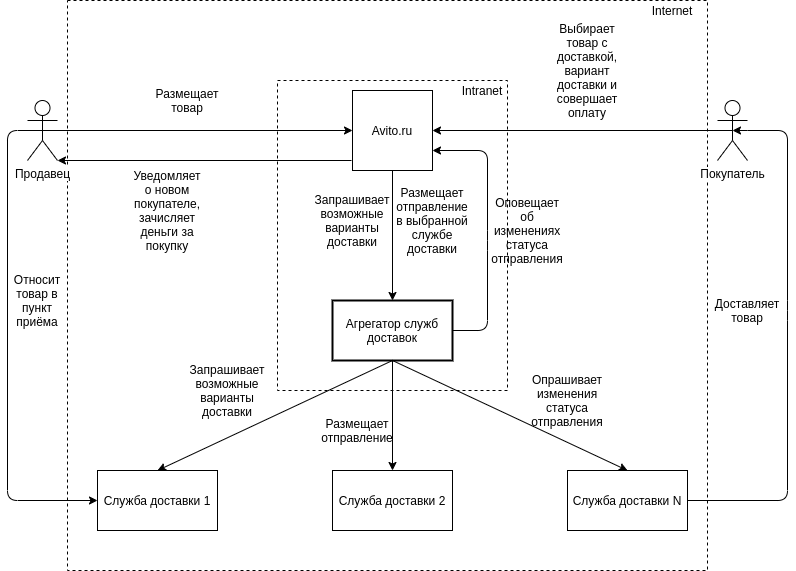 Internet
Выбирает
товар с
доставкой,
вариант
доставки и
совершает
оплату
Intranet
Размещает
товар
Avito.ru
Продавец
Покупатель
Уведомляет
о новом
покупателе,
зачисляет
деньги за
покупку
Запрашивает
возможные
варианты
доставки
Размещает
отправление
в выбранной
службе
доставки
Оповещает
об
изменениях
статуса
отправления
Относит
товар в
пункт
приёма
Агрегатор служб
доставок
Доставляет
товар
Запрашивает
возможные
варианты
доставки
Размещает
отправление
Опрашивает
изменения
статуса
отправления
Служба доставки 1
Служба доставки 2
Служба доставки N